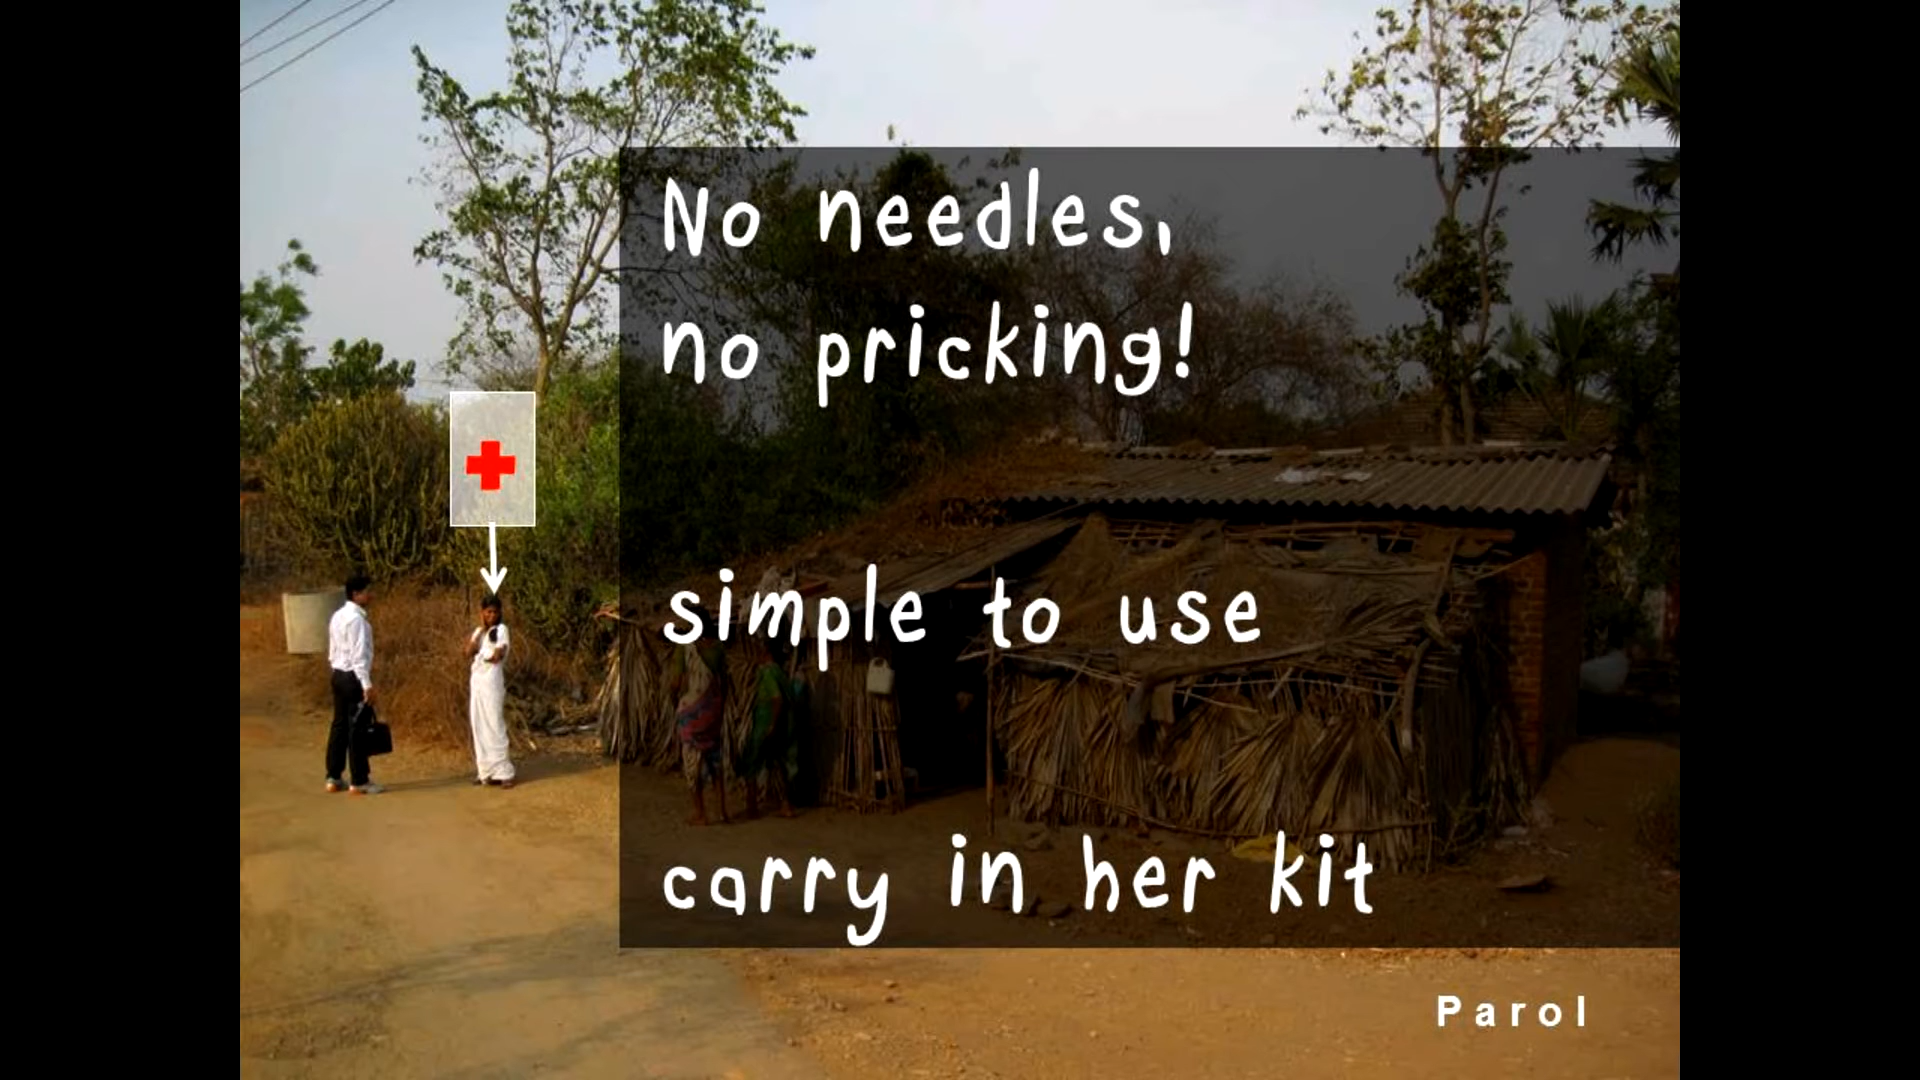 No needles,
no pricking!
simple to use
carry in her kit
Parol